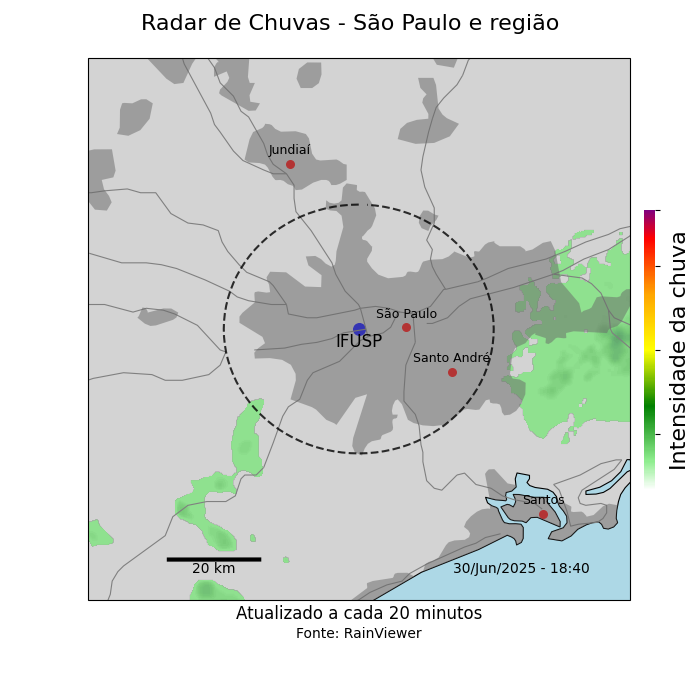 Radar de Chuvas - São Paulo e região
Jundiaí
São Paulo
IFUSP
Santo André
Santos
20 km
30/Jun/2025 - 18:40
Intensidade da chuva
Atualizado a cada 20 minutos
Fonte: RainViewer